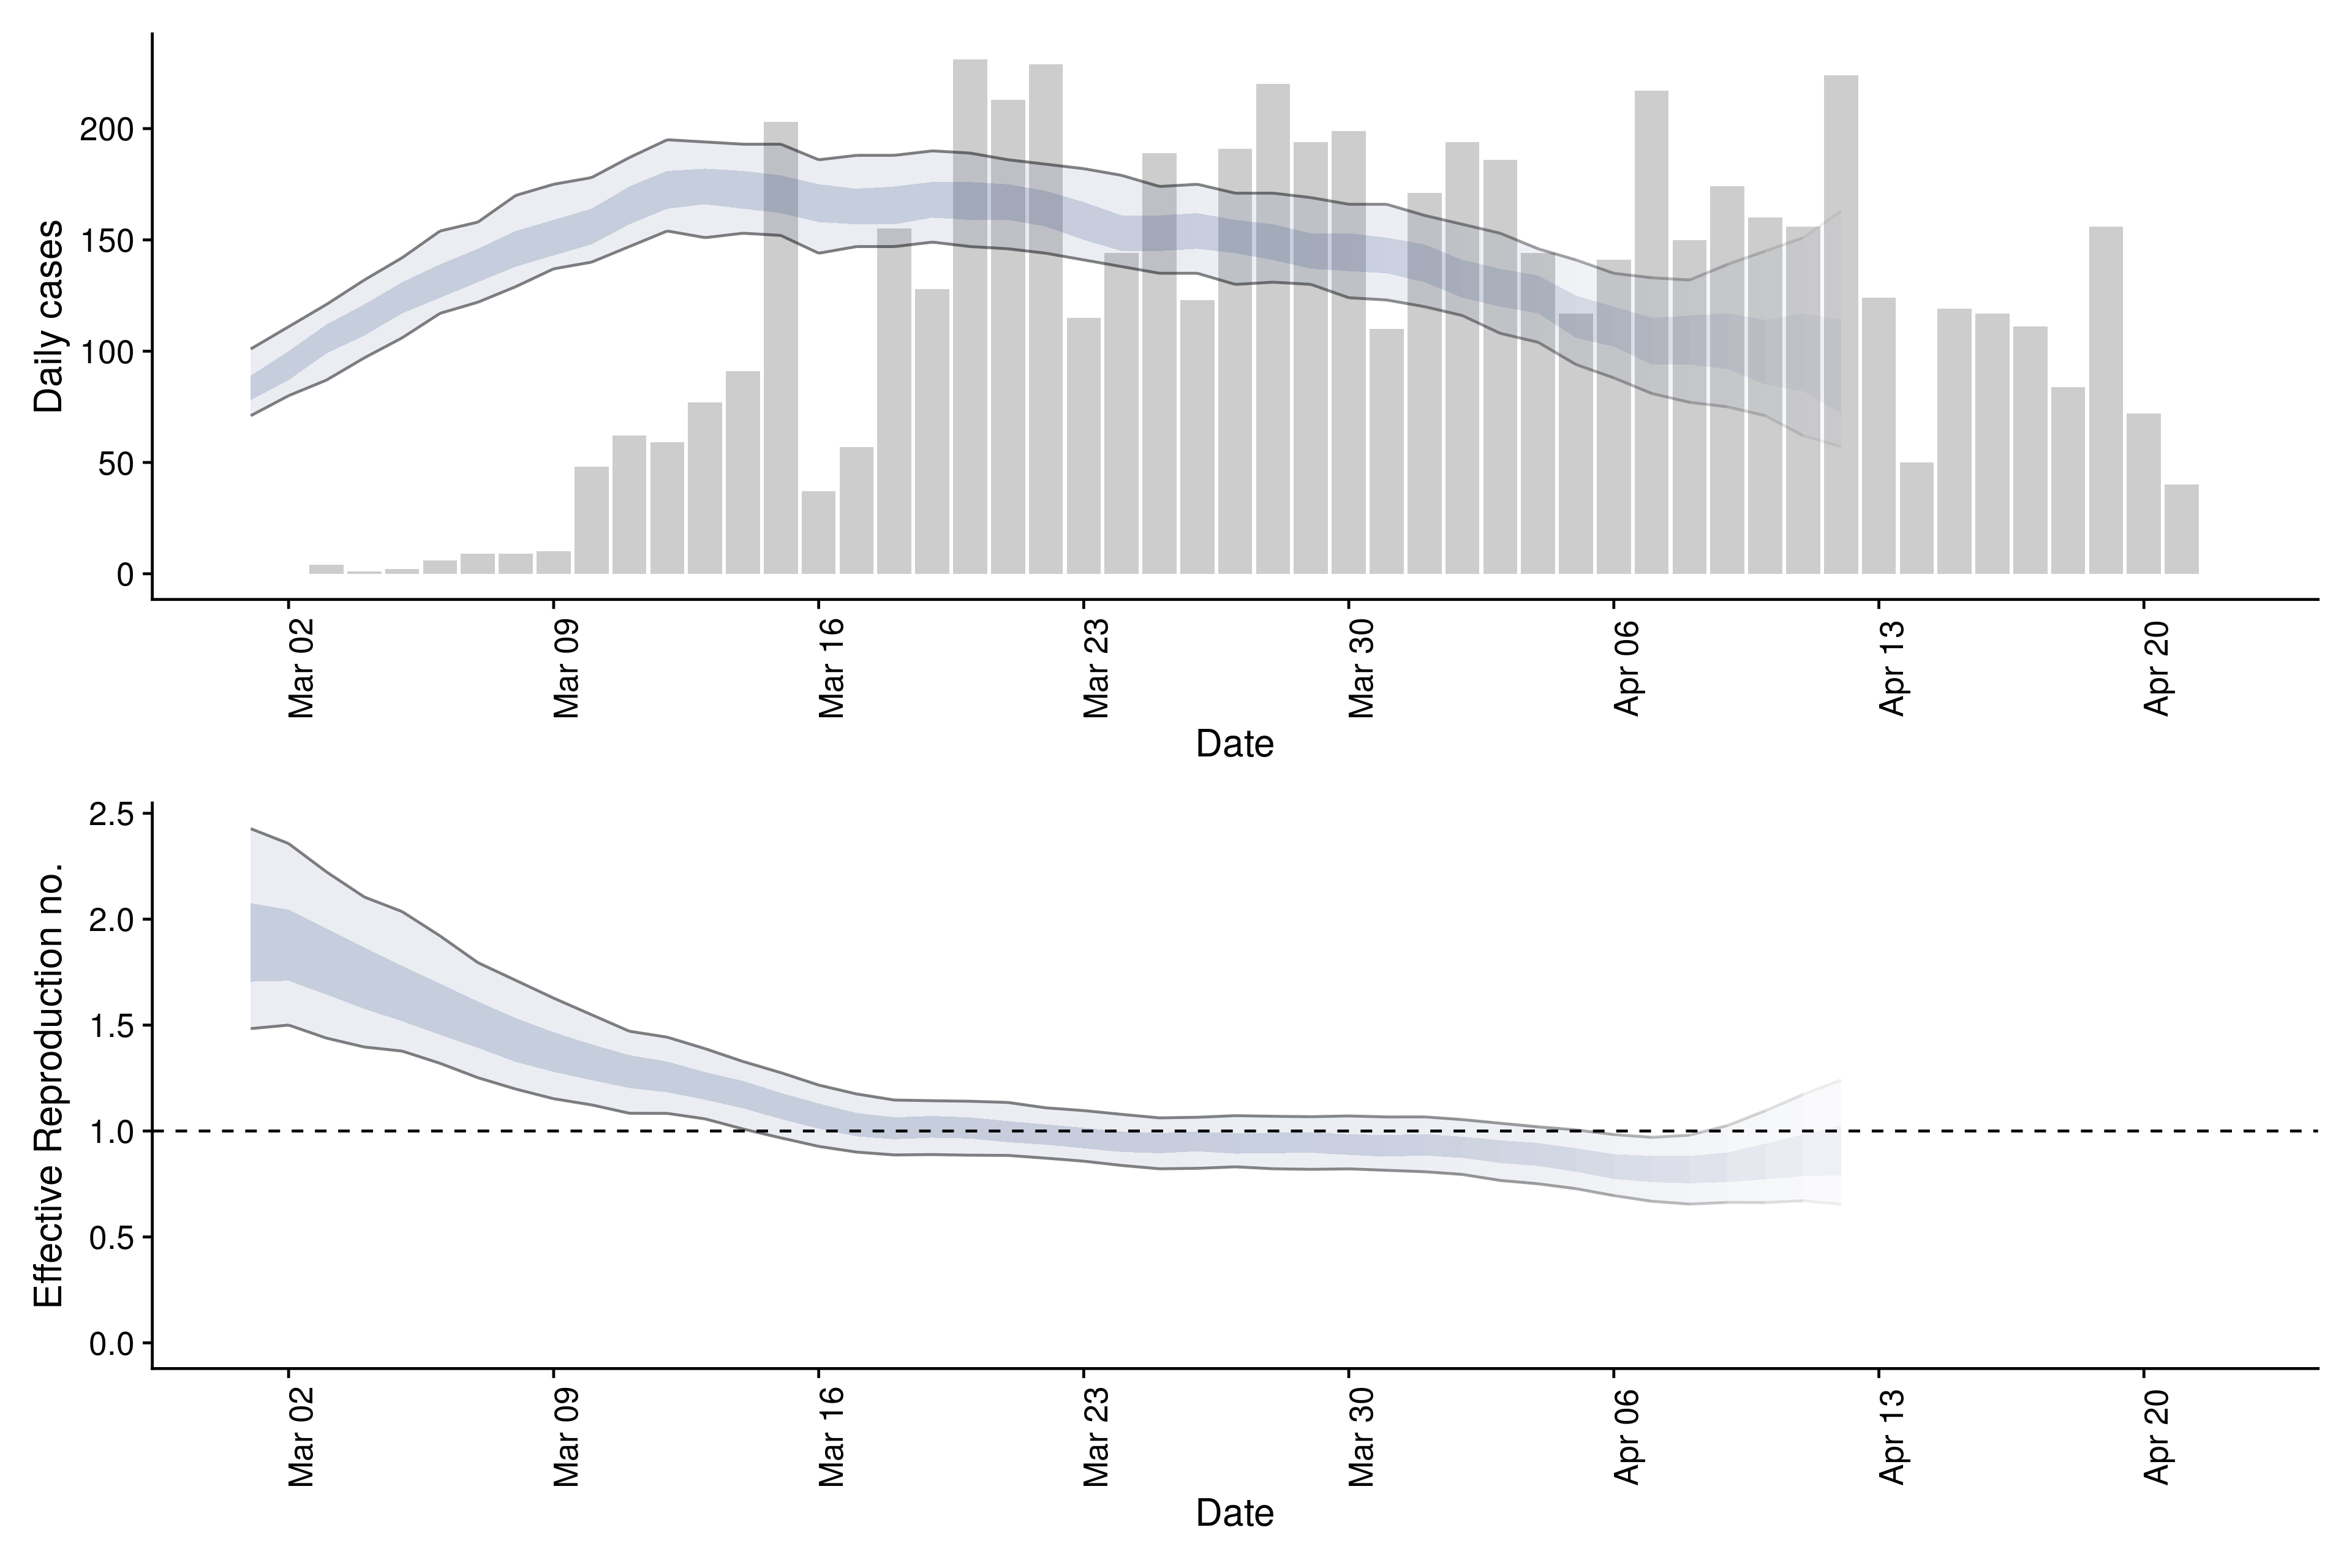 Daily cases
200
150
100
50
0
Mar 02
Mar 09
Mar 16
Mar 23
Mar 30
Apr 06
Apr 13
Apr 20
Date
Effective Reproduction no.
2.5
2.0
1.5
1.0
0.5
0.0
Mar 02
Mar 09
Mar 16
Mar 23
Mar 30
Apr 06
Apr 13
Apr 20
Date